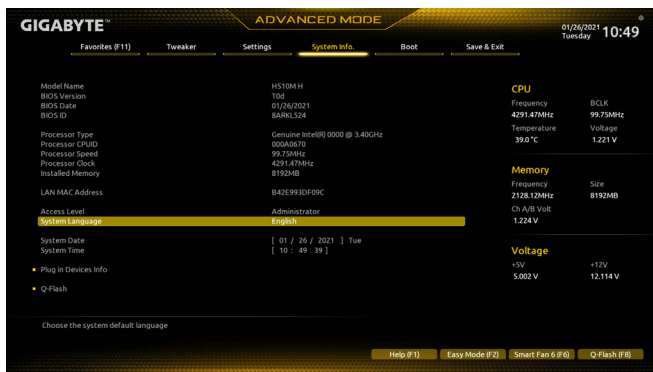 GIGABYTE™
ADVANCED MODE
01/26/2021 Tuesday 10:49
Favorites (F11) Tweaker Settings System Info. Boot Save & Exit
Model Name H510M H
BIOS Version T0d
BIOS Date 01/26/2021
BIOS ID 8ARKL524
Processor Type Genuine Intel(R) 0000 @ 3.40GHz
Processor CPUID 000A0670
Processor Speed 99.75MHz
Processor Clock 4291.47MHz
Installed Memory 8192MB
LAN MAC Address B42E993DF09C
Access Level Administrator
System Language English
System Date [ 01 / 26 / 2021 ] Tue
System Time [ 10 : 49 : 39 ]
Plug in Devices Info
Q-Flash
CPU
Frequency BCLK
4291.47MHz 99.75MHz
Temperature Voltage
39.0 °C 1.221 V
Memory
Frequency Size
2128.12MHz 8192MB
Ch A/B Volt
1.224 V
Voltage
+5V +12V
5.002 V 12.114 V
Choose the system default language
Help (F1) Easy Mode (F2) Smart Fan 6 (F6) Q-Flash (F8)